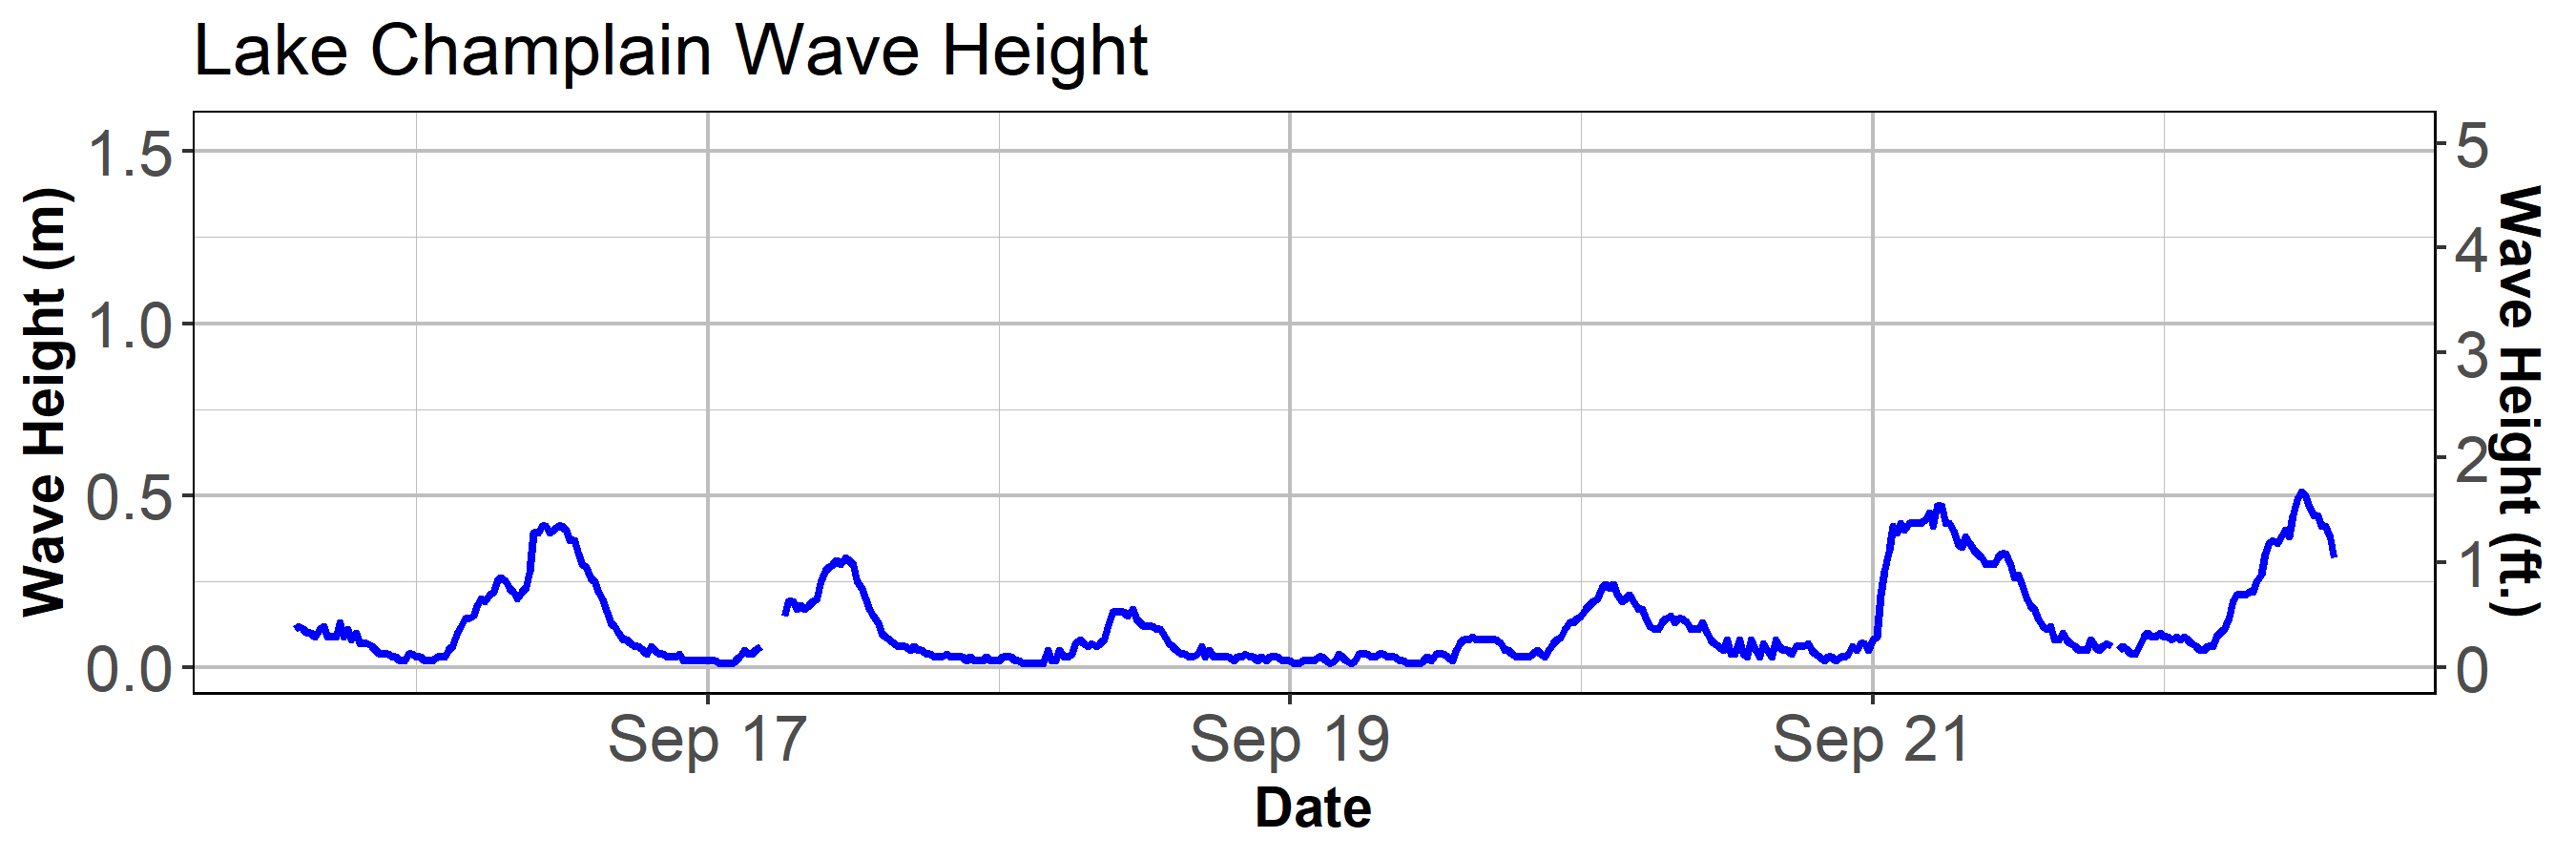 Lake Champlain Wave Height
Wave Height (m)
1.5
1.0
0.5
0.0
5
4
3
2
1
0
Wave Height (ft.)
Sep 17
Sep 19
Sep 21
Date